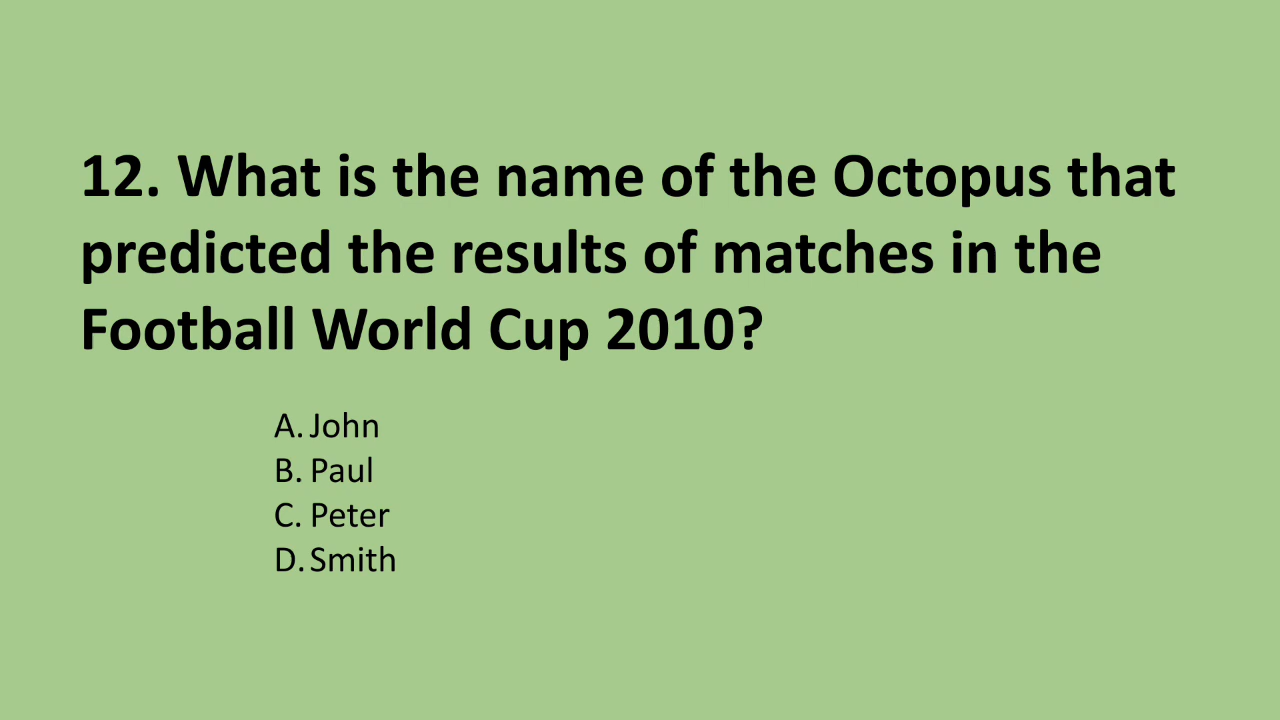 12. What is the name of the Octopus that
predicted the results of matches in the
Football World Cup 2010?
A. John
B. Paul
C. Peter
D. Smith